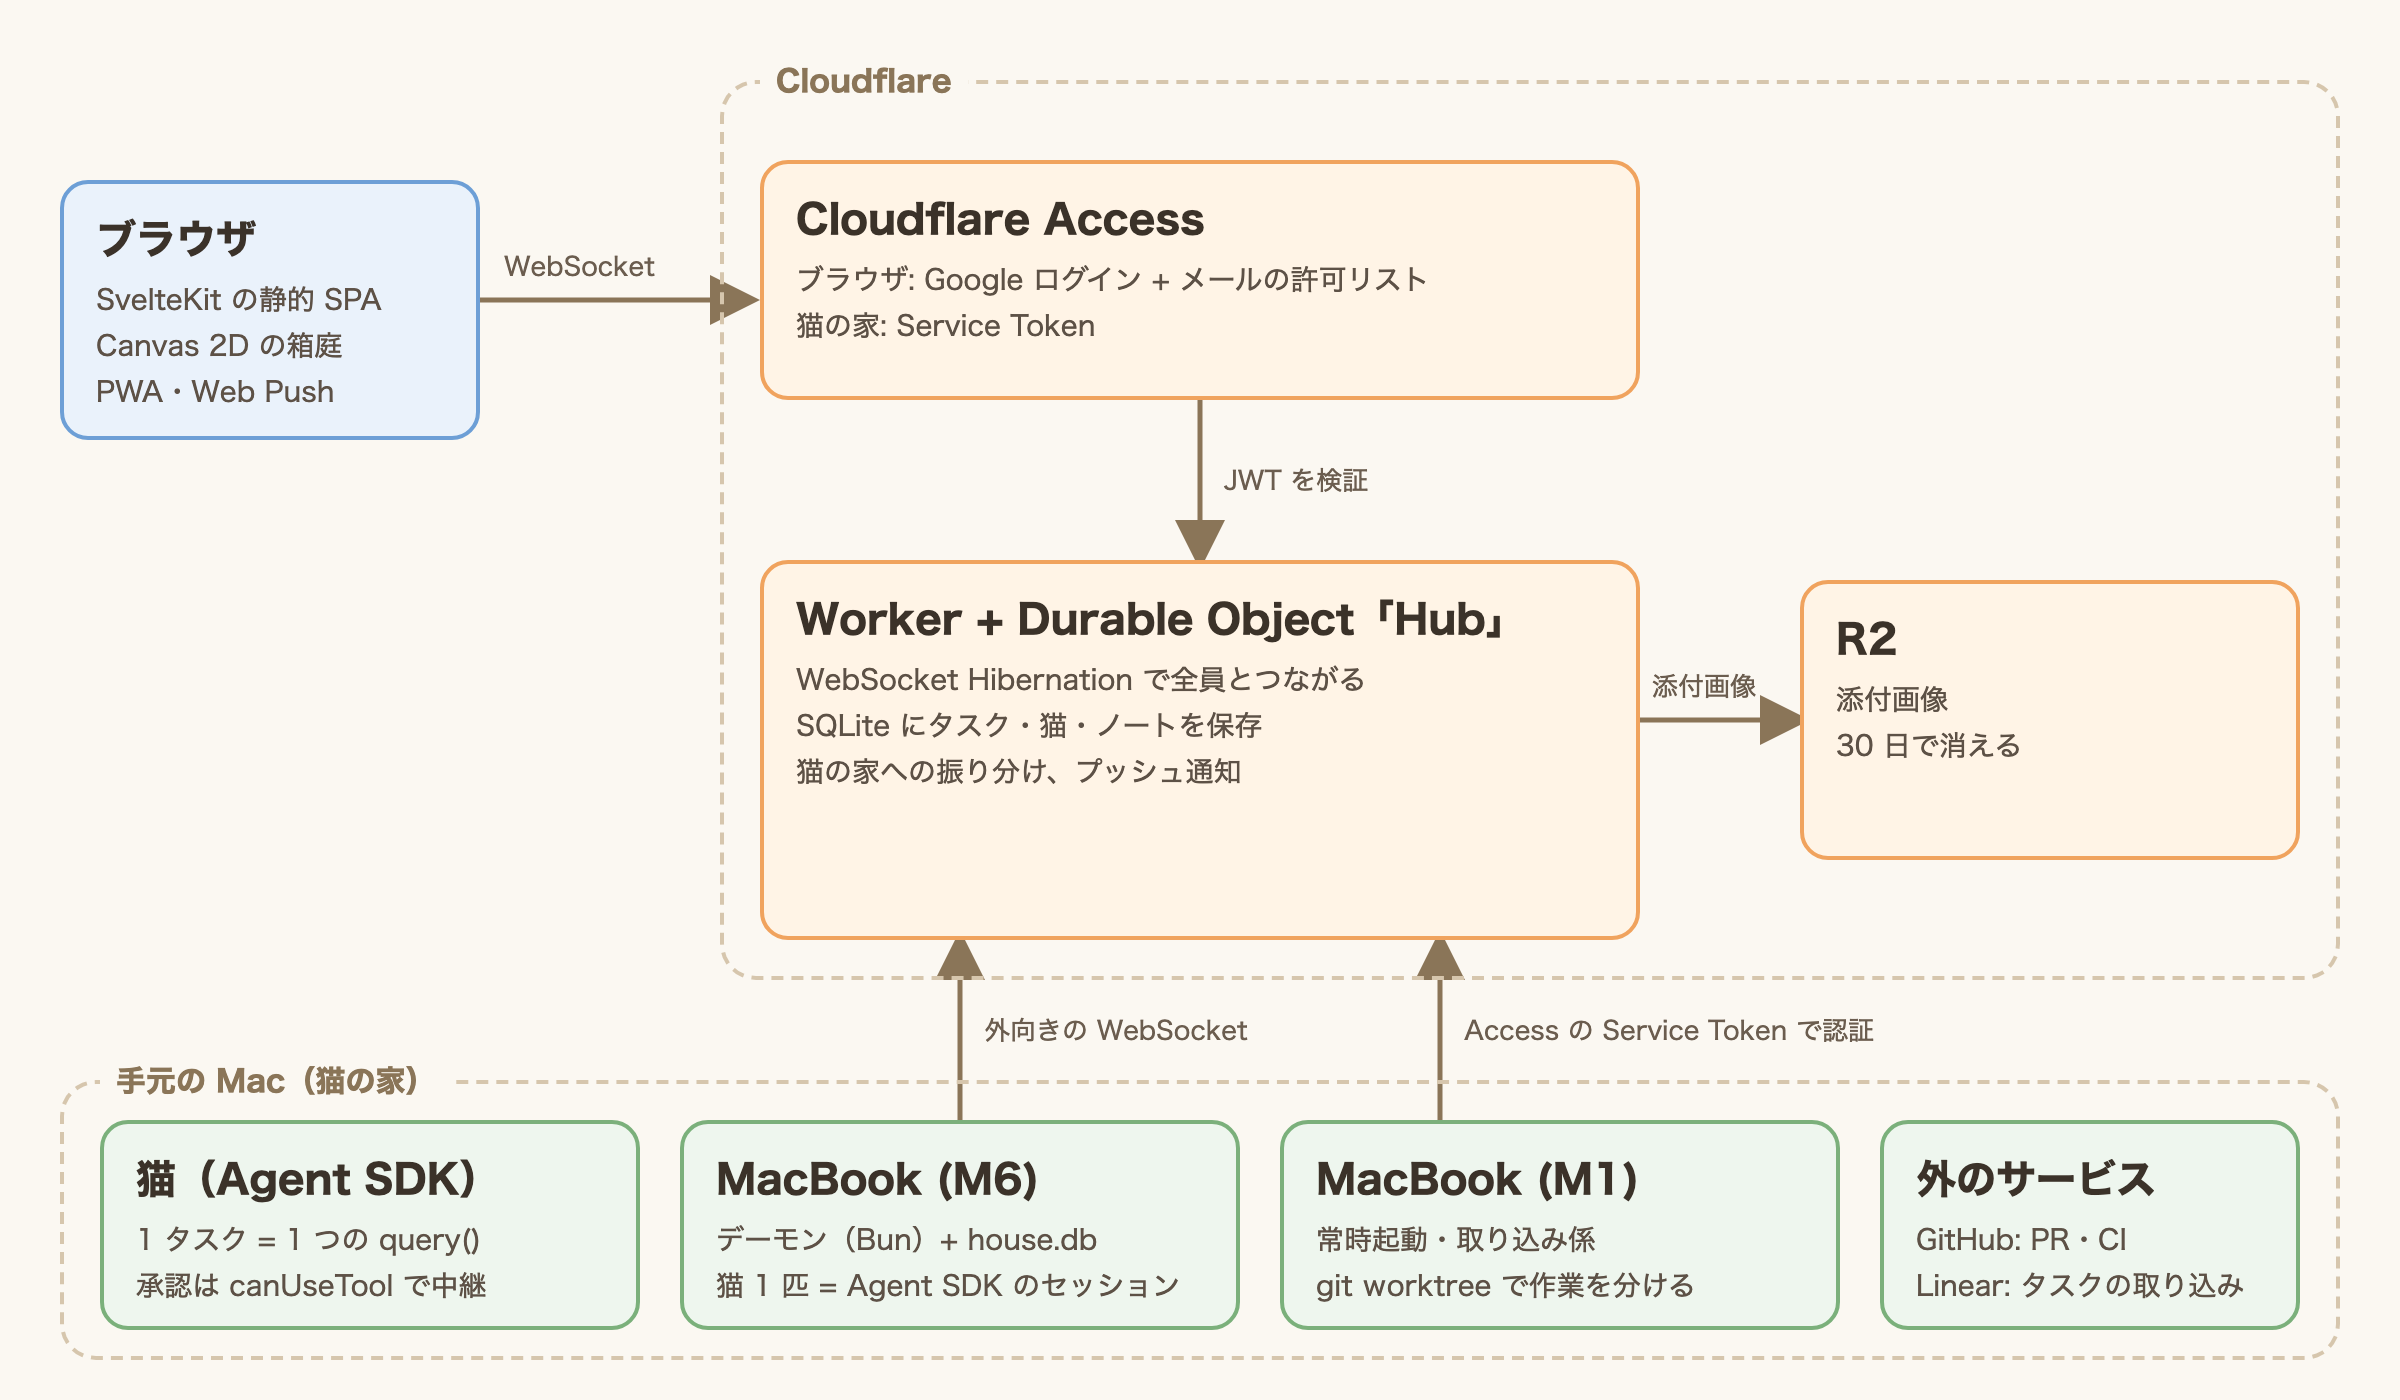 Cloudflare
ブラウザ
SvelteKit の静的 SPA
Canvas 2D の箱庭
PWA・Web Push
WebSocket
Cloudflare Access
ブラウザ: Google ログイン + メールの許可リスト
猫の家: Service Token
JWT を検証
Worker + Durable Object「Hub」
WebSocket Hibernation で全員とつながる
SQLite にタスク・猫・ノートを保存
猫の家への振り分け、プッシュ通知
添付画像
R2
添付画像
30 日で消える
外向きの WebSocket
Access の Service Token で認証
手元の Mac（猫の家）
猫（Agent SDK）
1 タスク = 1 つの query()
承認は canUseTool で中継
MacBook (M6)
デーモン（Bun）+ house.db
猫 1 匹 = Agent SDK のセッション
MacBook (M1)
常時起動・取り込み係
git worktree で作業を分ける
外のサービス
GitHub: PR・CI
Linear: タスクの取り込み